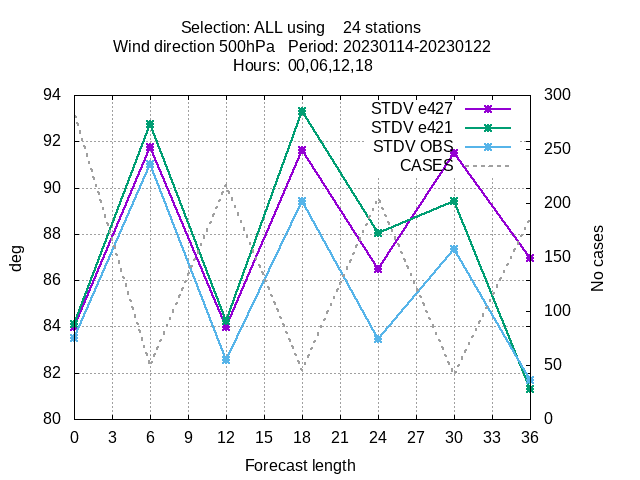 Selection: ALL using    24 stations
Wind direction 500hPa   Period: 20230114-20230122
Hours:  00,06,12,18
STDV e427
STDV e421
STDV OBS
CASES
94
92
90
88
86
84
82
80
deg
300
250
200
150
100
50
0
No cases
0 3 6 9 12 15 18 21 24 27 30 33 36
Forecast length